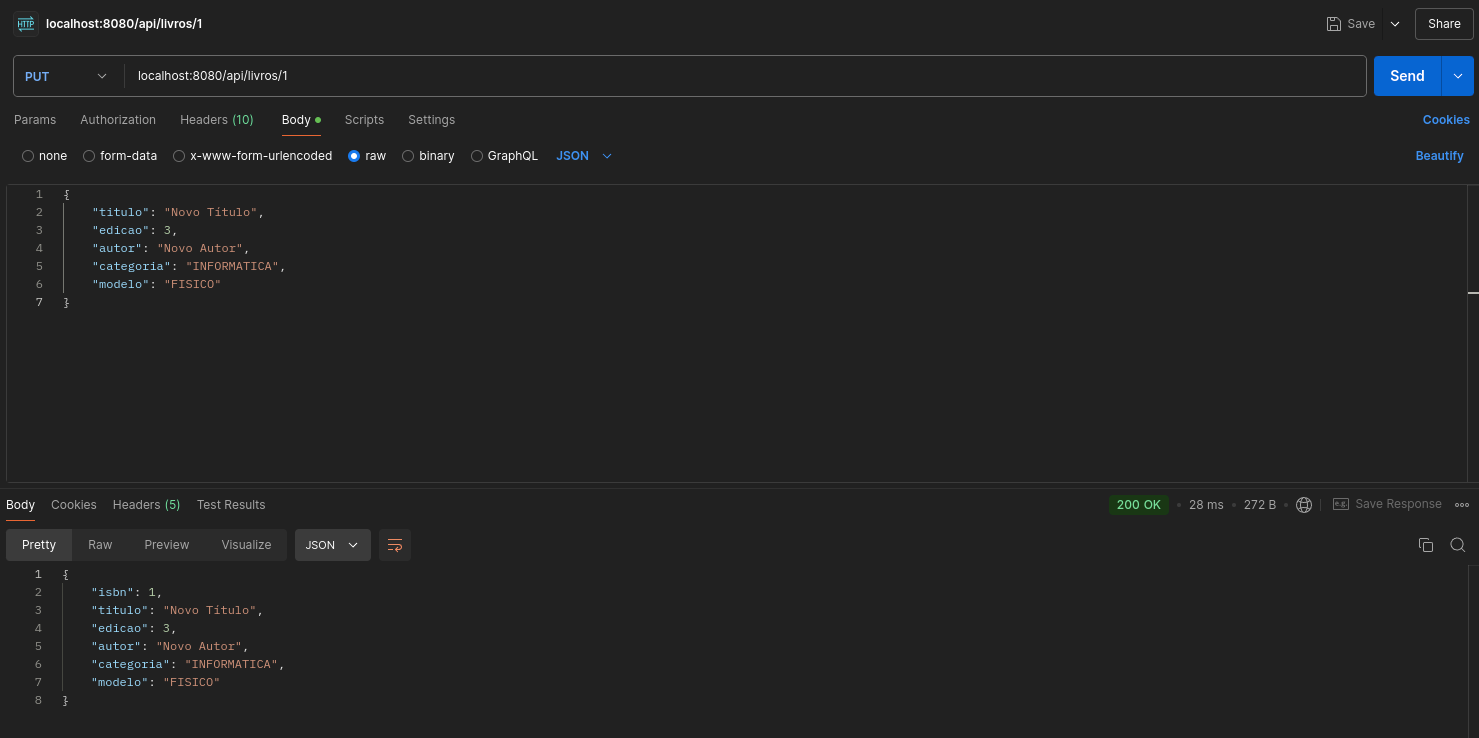 HTTP localhost:8080/api/livros/1 Save Share
PUT localhost:8080/api/livros/1 Send
Params Authorization Headers (10) Body Scripts Settings Cookies
none form-data x-www-form-urlencoded raw binary GraphQL JSON Beautify
1 {
2 "titulo": "Novo Título",
3 "edicao": 3,
4 "autor": "Novo Autor",
5 "categoria": "INFORMATICA",
6 "modelo": "FISICO"
7 }
Body Cookies Headers (5) Test Results 200 OK • 28 ms • 272 B • e.g. Save Response
Pretty Raw Preview Visualize JSON
1 {
2 "isbn": 1,
3 "titulo": "Novo Título",
4 "edicao": 3,
5 "autor": "Novo Autor",
6 "categoria": "INFORMATICA",
7 "modelo": "FISICO"
8 }